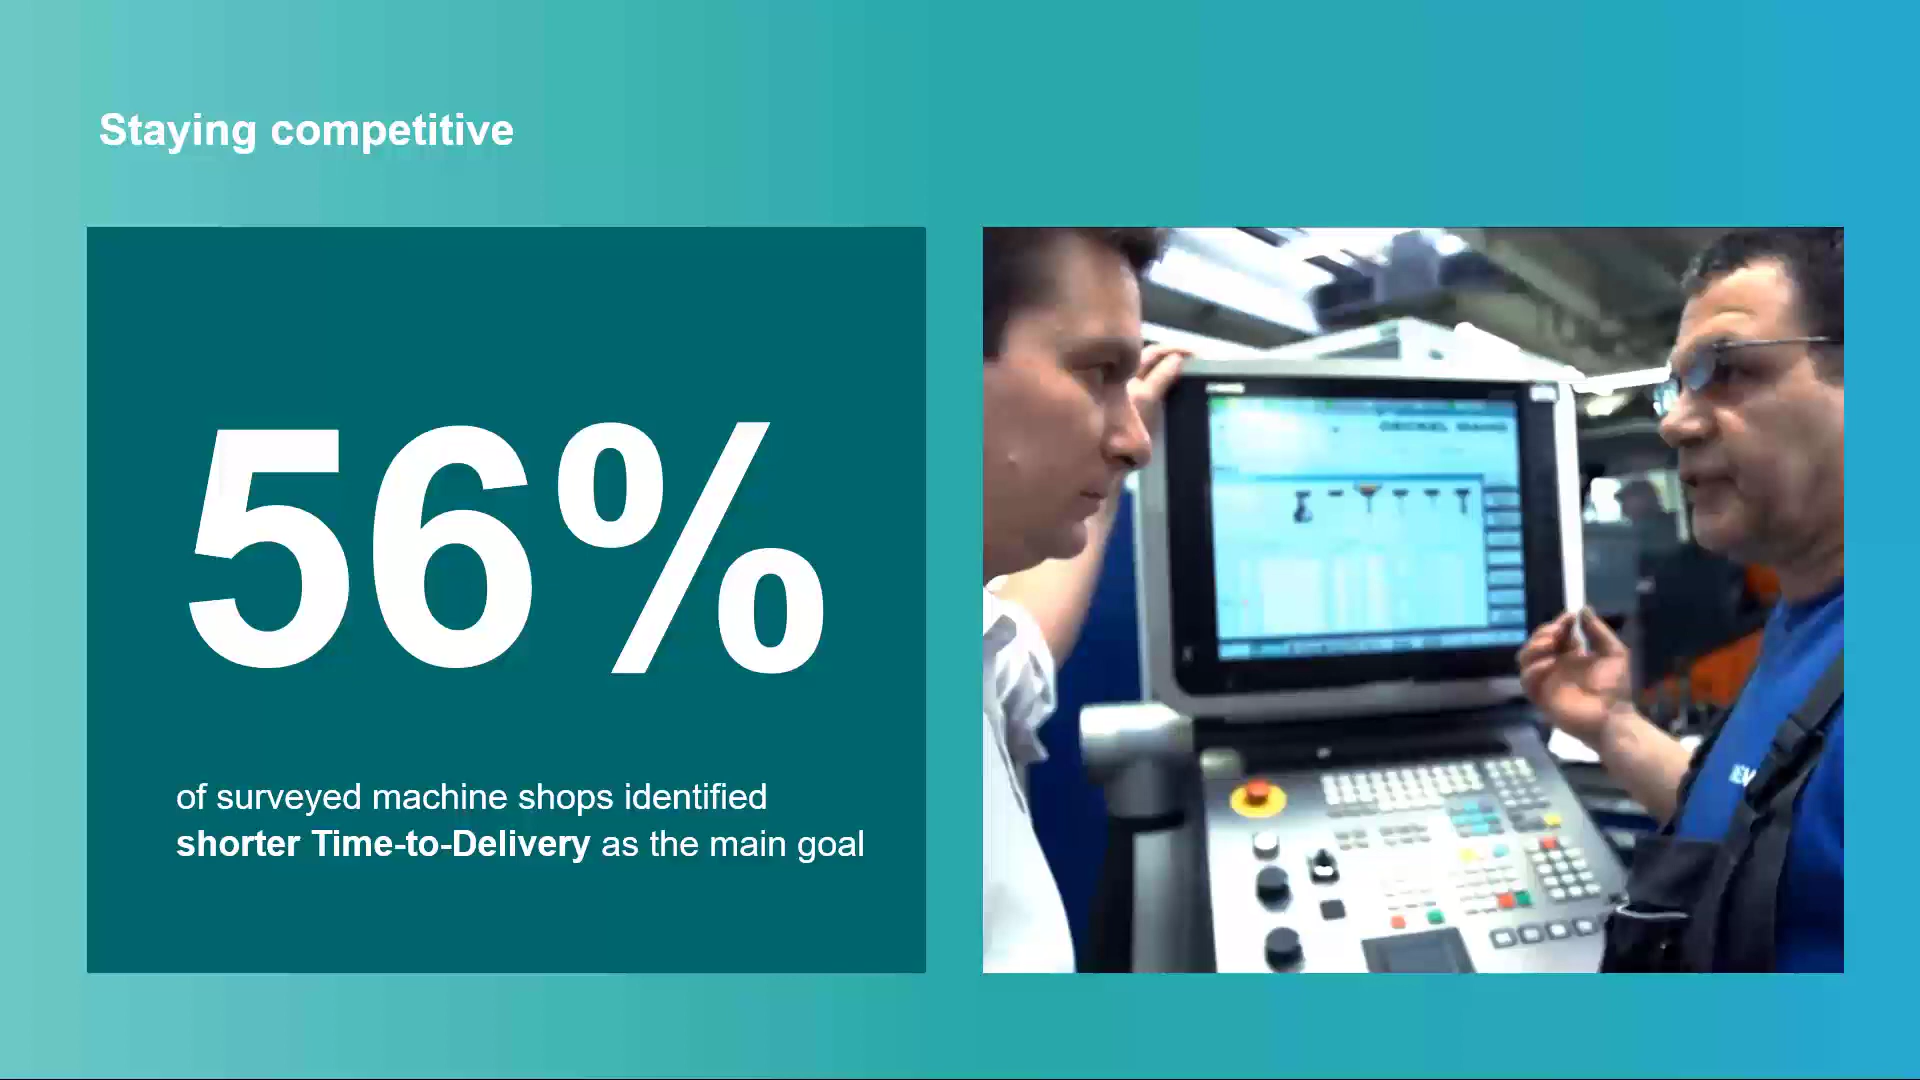 Staying competitive
56%
of surveyed machine shops identified
shorter Time-to-Delivery as the main goal